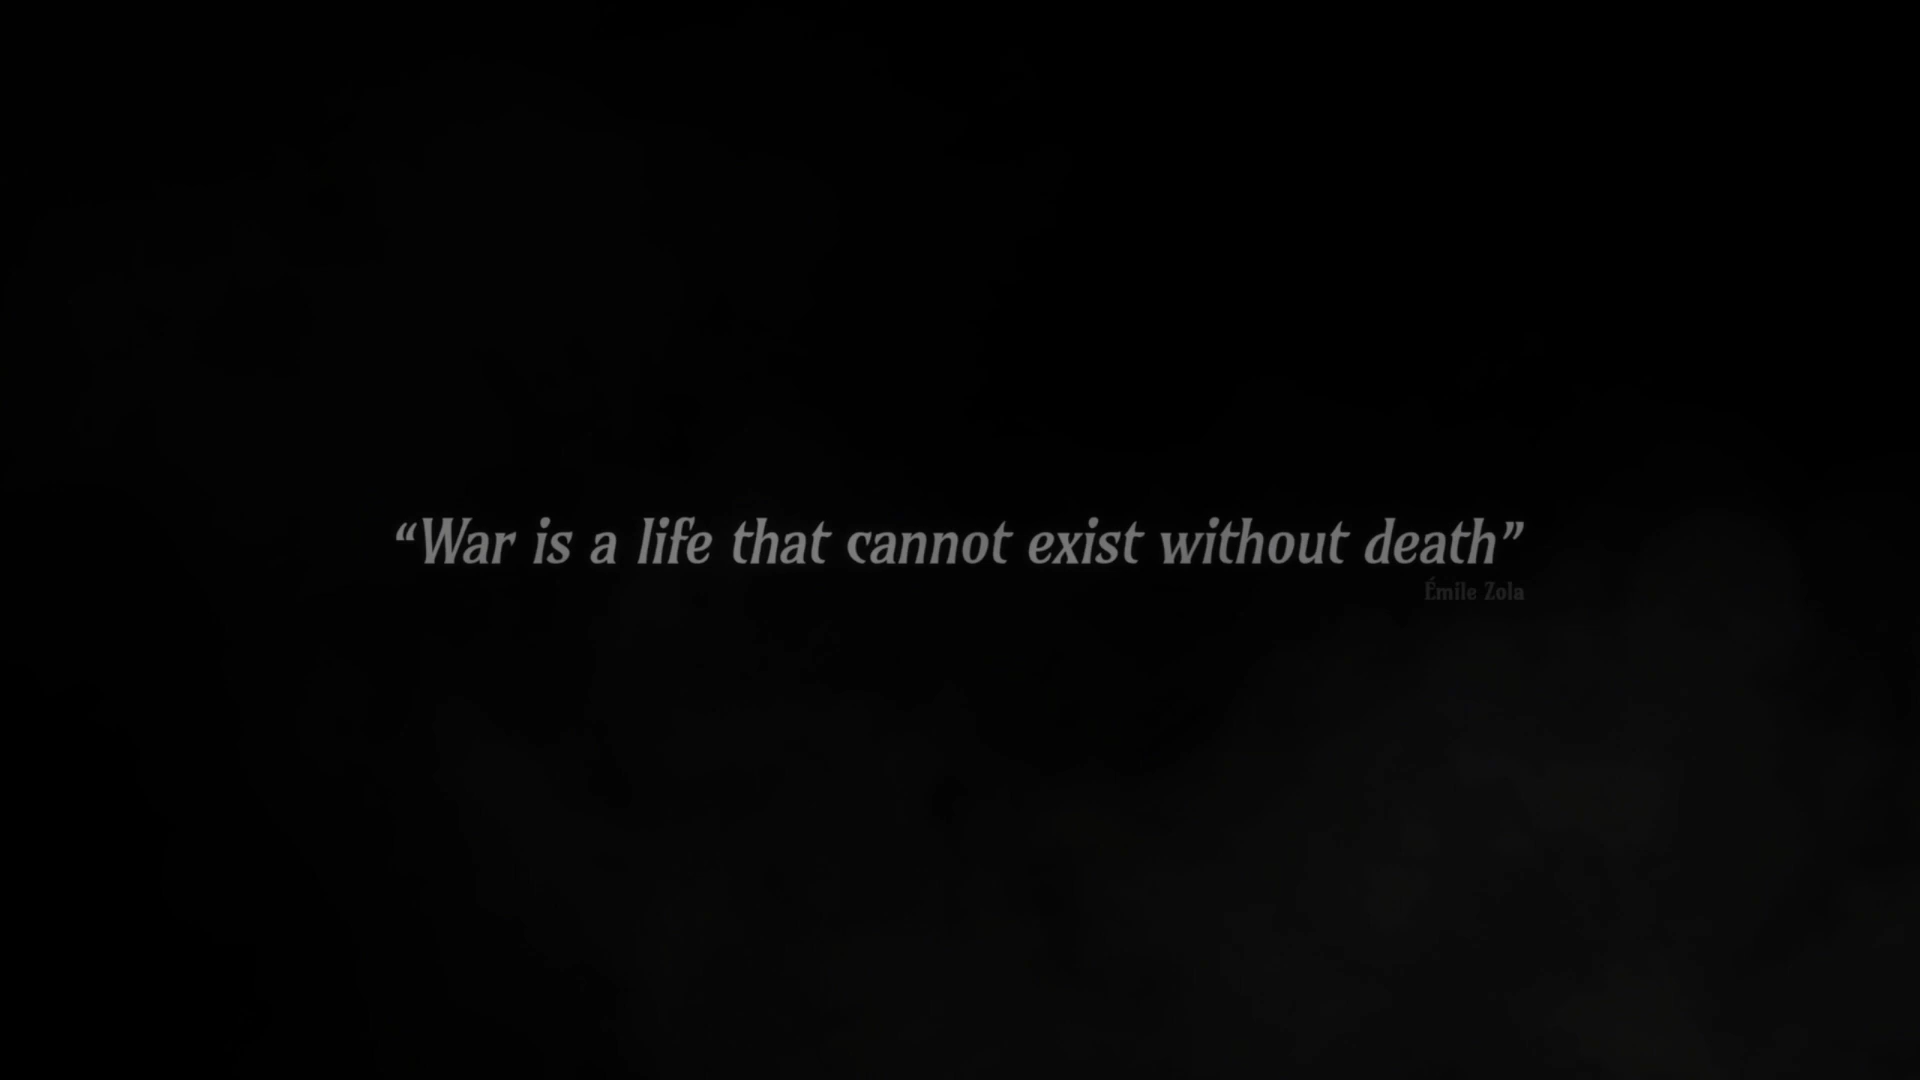 “War is a life that cannot exist without death”
Émile Zola